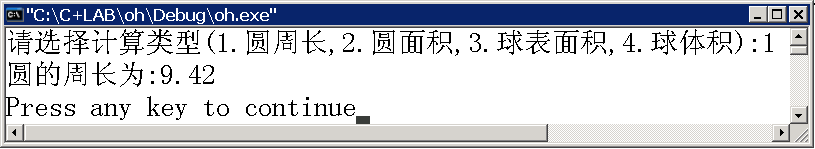 "C:\C+LAB\oh\Debug\oh.exe"
请选择计算类型(1.圆周长,2.圆面积,3.球表面积,4.球体积):1
圆的周长为:9.42
Press any key to continue